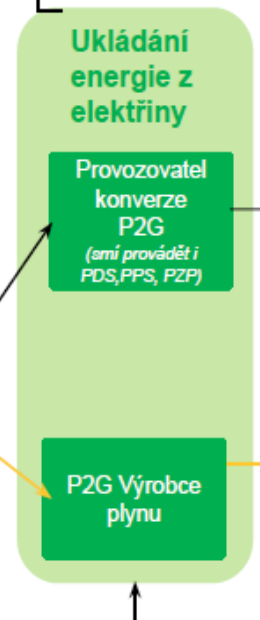 Ukládání
energie z
elektřiny
Provozovatel
konverze
P2G
(smí provádět i
PDS,PPS, PZP)
P2G Výrobce
plynu